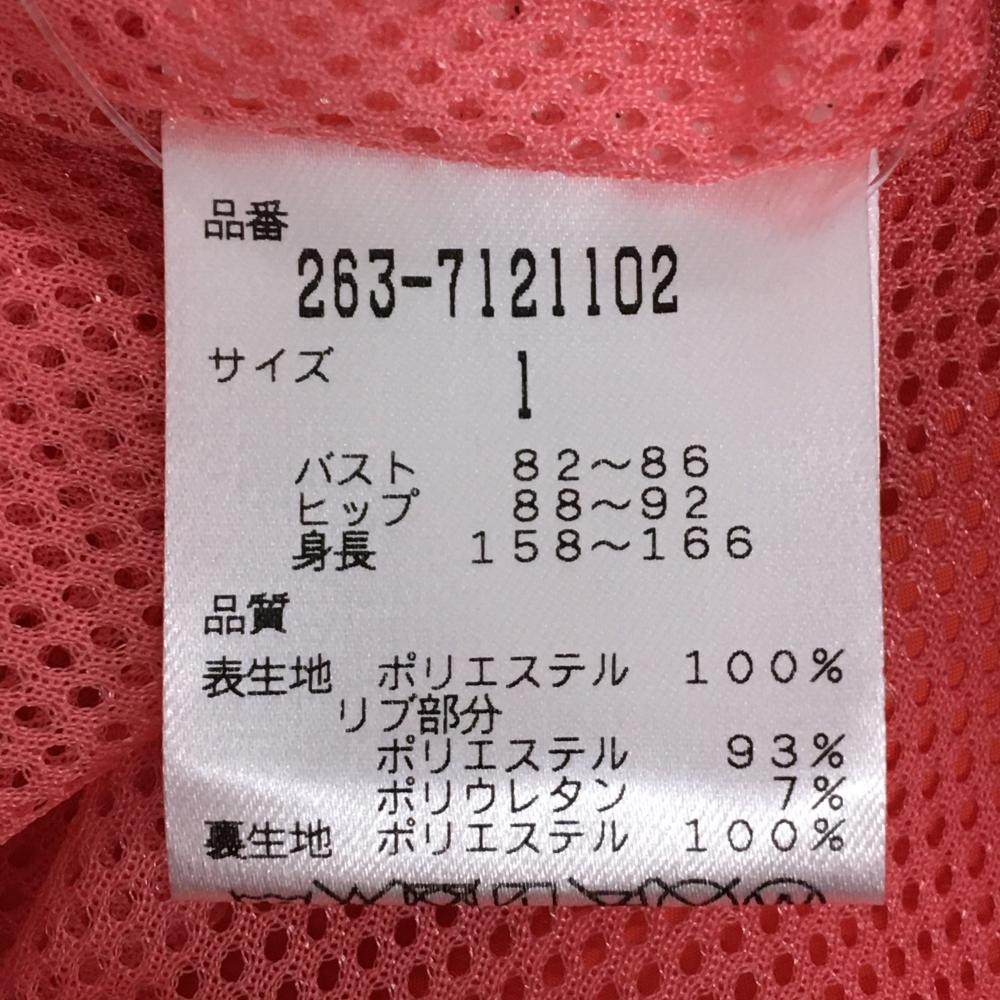 品番
263-7121102
サイズ 1
バスト 82～86
ヒップ 88～92
身長 158～166
品質
表生地 ポリエステル 100%
リブ部分
ポリエステル 93%
ポリウレタン 7%
裏生地 ポリエステル 100%